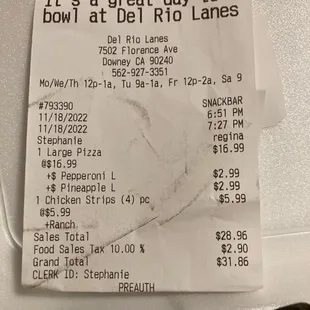 It's a great day to
bowl at Del Rio Lanes
Del Rio Lanes
7502 Florence Ave
Downey CA 90240
562-927-3351
Mo/We/Th 12p-1a, Tu 9a-1a, Fr 12p-2a, Sa 9
#793390 SNACKBAR
11/18/2022 6:51 PM
11/18/2022 7:27 PM
Stephanie regina
1 Large Pizza $16.99
@$16.99
+$ Pepperoni L $2.99
+$ Pineapple L $2.99
1 Chicken Strips (4) pc $5.99
@$5.99
+Ranch
Sales Total $28.96
Food Sales Tax 10.00 % $2.90
Grand Total $31.86
CLERK ID: Stephanie
PREAUTH